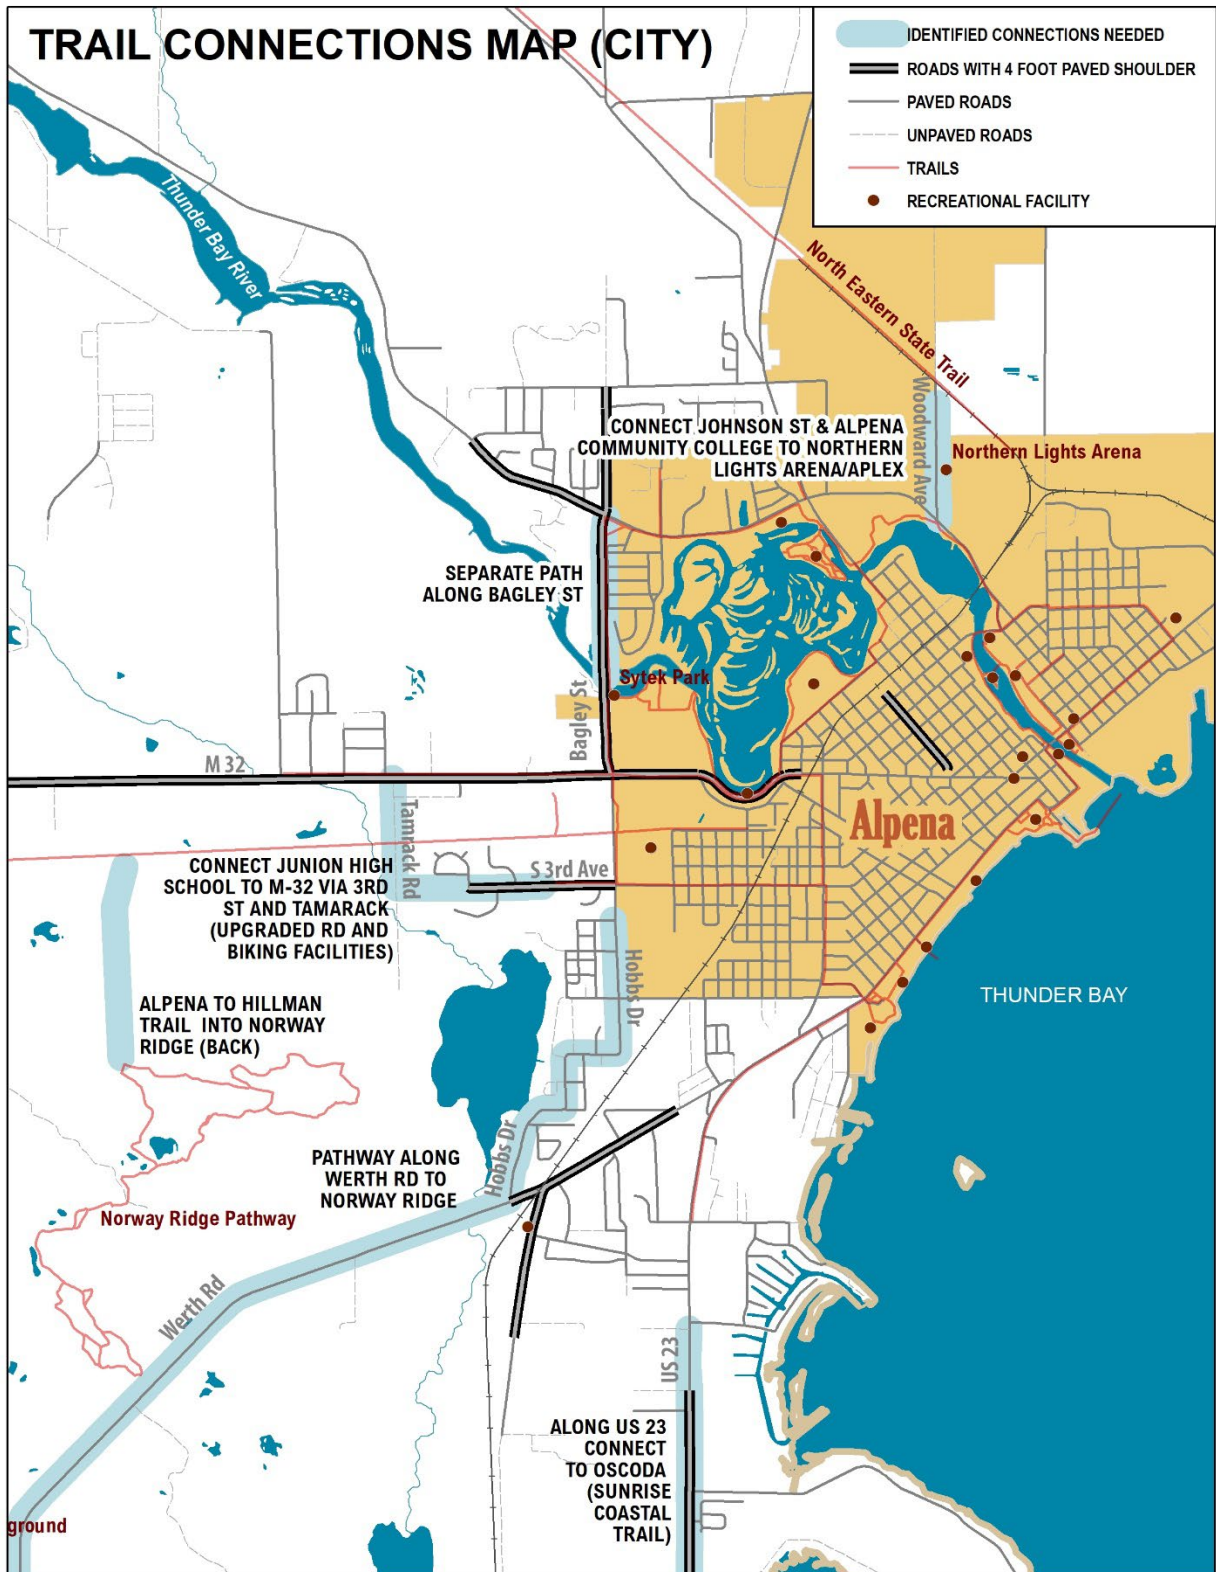 TRAIL CONNECTIONS MAP (CITY)
IDENTIFIED CONNECTIONS NEEDED
ROADS WITH 4 FOOT PAVED SHOULDER
PAVED ROADS
UNPAVED ROADS
TRAILS
RECREATIONAL FACILITY
Thunder Bay River
North Eastern State Trail
Woodward Ave
CONNECT JOHNSON ST & ALPENA
COMMUNITY COLLEGE TO NORTHERN
LIGHTS ARENA/APLEX
Northern Lights Arena
SEPARATE PATH
ALONG BAGLEY ST
Sytek Park
Bagley St
M 32
Tamrack Rd
Alpena
CONNECT JUNION HIGH
SCHOOL TO M-32 VIA 3RD
ST AND TAMARACK
(UPGRADED RD AND
BIKING FACILITIES)
S 3rd Ave
Hobbs Dr
THUNDER BAY
ALPENA TO HILLMAN
TRAIL INTO NORWAY
RIDGE (BACK)
PATHWAY ALONG
WERTH RD TO
NORWAY RIDGE
Hobbs Dr
Norway Ridge Pathway
Werth Rd
US 23
ALONG US 23
CONNECT
TO OSCODA
(SUNRISE
COASTAL
TRAIL)
ground